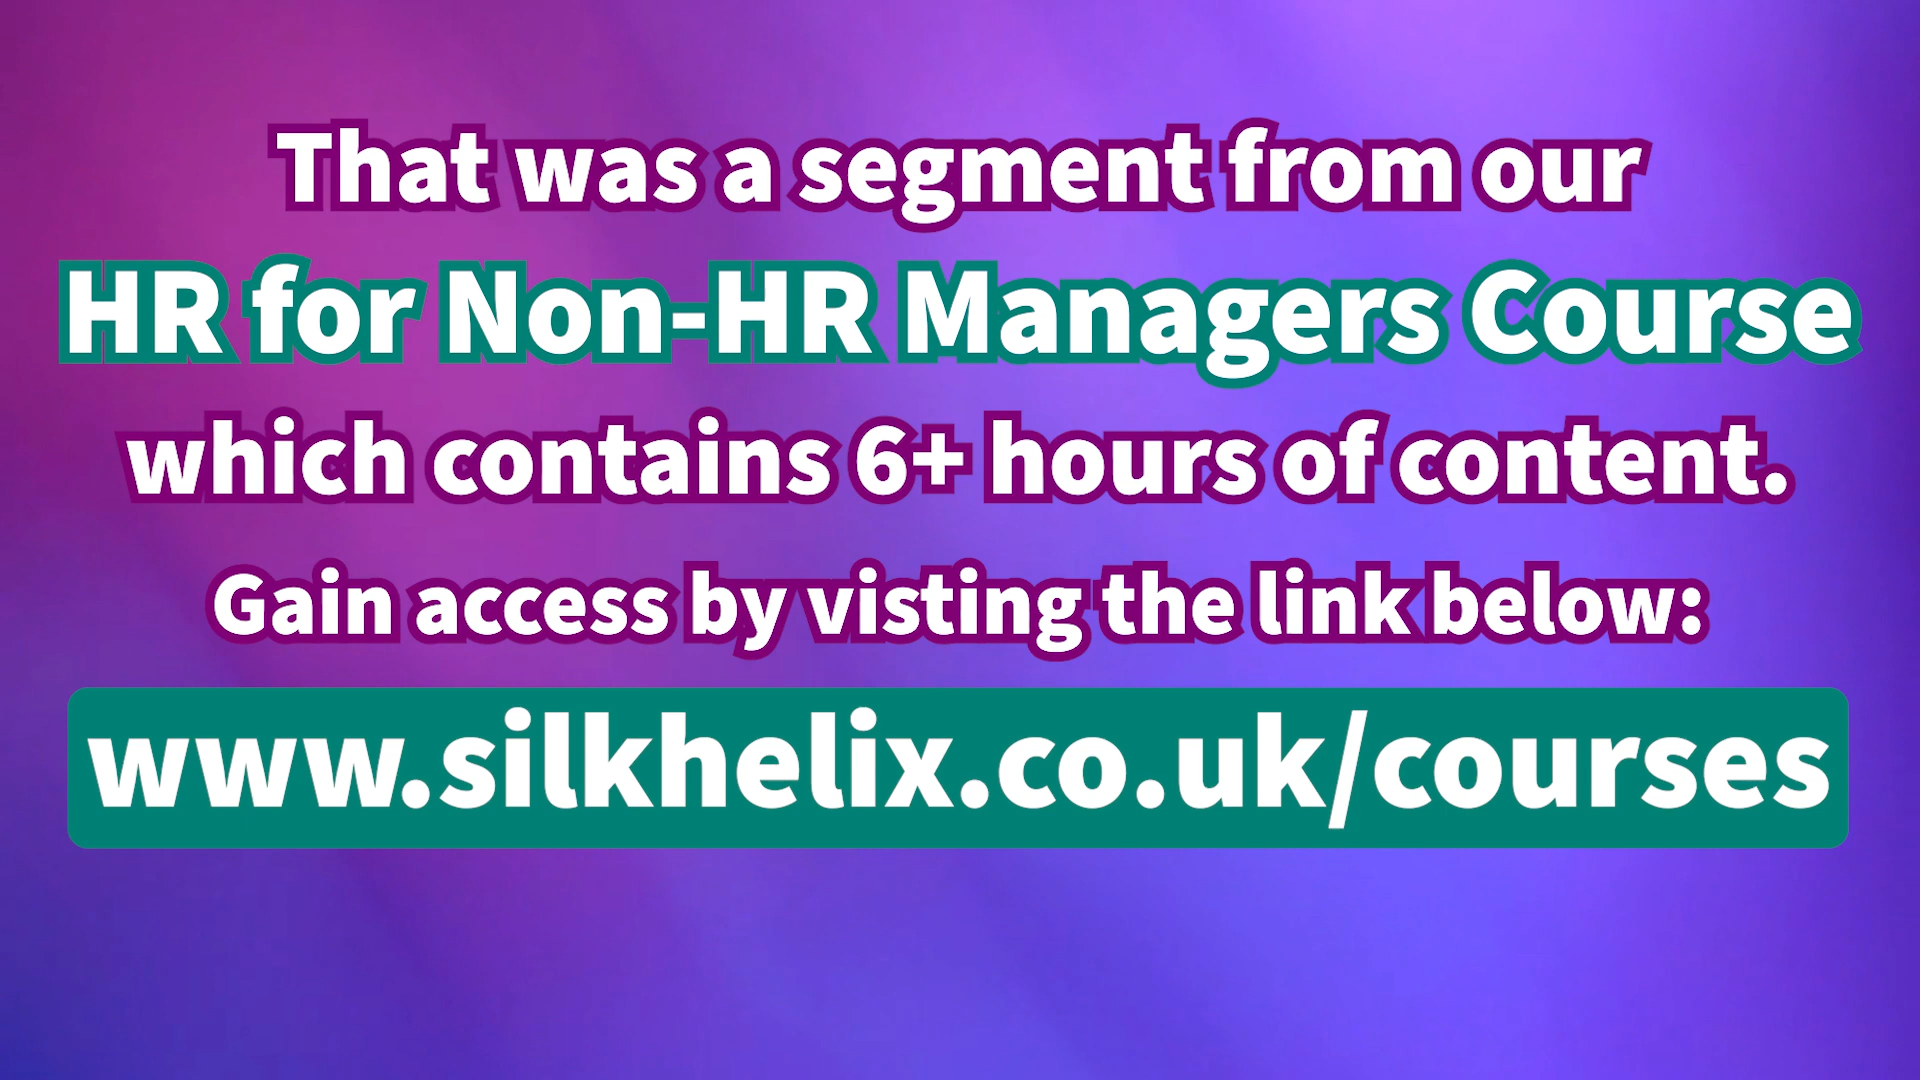 That was a segment from our
HR for Non-HR Managers Course
which contains 6+ hours of content.
Gain access by visting the link below:
www.silkhelix.co.uk/courses